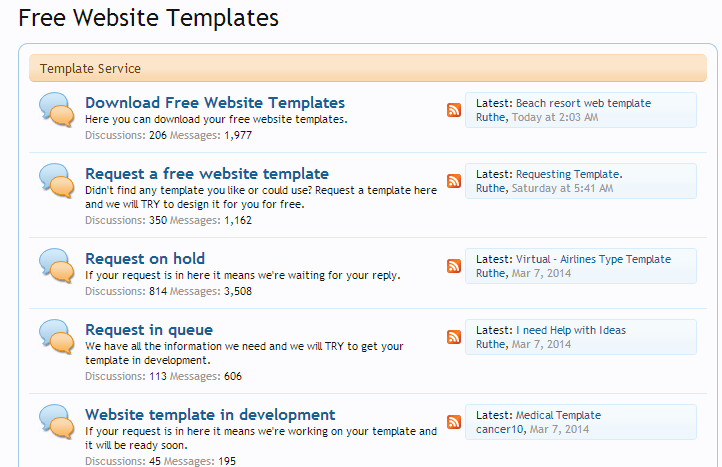 Free Website Templates
Template Service
Download Free Website Templates
Here you can download your free website templates.
Discussions: 206 Messages: 1,977
Latest: Beach resort web template
Ruthe, Today at 2:03 AM
Request a free website template
Didn't find any template you like or could use? Request a template here
and we will TRY to design it for you for free.
Discussions: 350 Messages: 1,162
Latest: Requesting Template.
Ruthe, Saturday at 5:41 AM
Request on hold
If your request is in here it means we're waiting for your reply.
Discussions: 814 Messages: 3,508
Latest: Virtual - Airlines Type Template
Ruthe, Mar 7, 2014
Request in queue
We have all the information we need and we will TRY to get your
template in development.
Discussions: 113 Messages: 606
Latest: I need Help with Ideas
Ruthe, Mar 7, 2014
Website template in development
If your request is in here it means we're working on your template and
it will be ready soon.
Discussions: 45 Messages: 195
Latest: Medical Template
cancer10, Mar 7, 2014